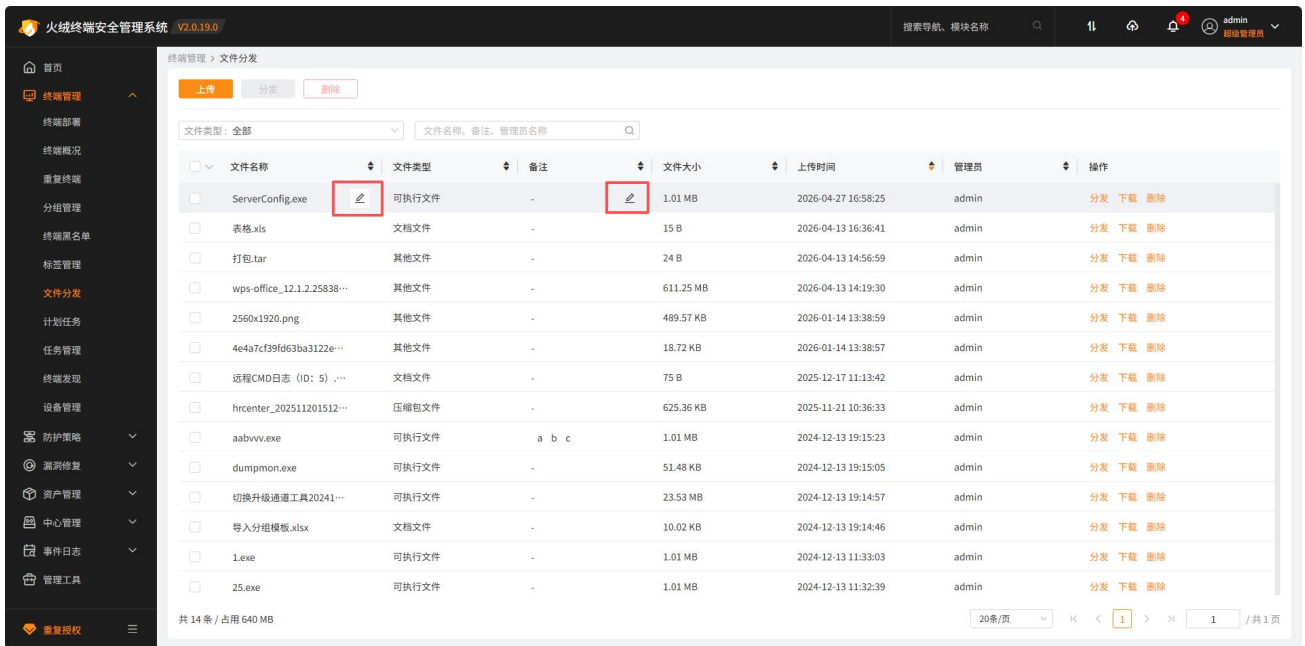 火绒终端安全管理系统 V2.0.19.0 搜索导航、模块名称 4 admin
超级管理员
首页
终端管理
终端部署
终端概况
重复终端
分组管理
终端黑名单
标签管理
文件分发
计划任务
任务管理
终端发现
设备管理
防护策略
漏洞修复
资产管理
中心管理
事件日志
管理工具
重复授权
终端管理 > 文件分发
上传 分发 删除
文件类型 : 全部 文件名称、备注、管理员名称
文件名称 文件类型 备注 文件大小 上传时间 管理员 操作
ServerConfig.exe 可执行文件 - 1.01 MB 2026-04-27 16:58:25 admin 分发 下载 删除
表格.xls 文档文件 - 15 B 2026-04-13 16:36:41 admin 分发 下载 删除
打包.tar 其他文件 - 24 B 2026-04-13 14:56:59 admin 分发 下载 删除
wps-office_12.1.2.25838… 其他文件 - 611.25 MB 2026-04-13 14:19:30 admin 分发 下载 删除
2560x1920.png 其他文件 - 489.57 KB 2026-01-14 13:38:59 admin 分发 下载 删除
4e4a7cf39fd63ba3122e… 其他文件 - 18.72 KB 2026-01-14 13:38:57 admin 分发 下载 删除
远程CMD日志（ID：5）.… 文档文件 - 75 B 2025-12-17 11:13:42 admin 分发 下载 删除
hrcenter_202511201512… 压缩包文件 - 625.36 KB 2025-11-21 10:36:33 admin 分发 下载 删除
aabvvv.exe 可执行文件 a b c 1.01 MB 2024-12-13 19:15:23 admin 分发 下载 删除
dumpmon.exe 可执行文件 - 51.48 KB 2024-12-13 19:15:05 admin 分发 下载 删除
切换升级通道工具20241… 可执行文件 - 23.53 MB 2024-12-13 19:14:57 admin 分发 下载 删除
导入分组模板.xlsx 文档文件 - 10.02 KB 2024-12-13 19:14:46 admin 分发 下载 删除
1.exe 可执行文件 - 1.01 MB 2024-12-13 11:33:03 admin 分发 下载 删除
25.exe 可执行文件 - 1.01 MB 2024-12-13 11:32:39 admin 分发 下载 删除
共 14 条 / 占用 640 MB 20条/页 1 1 / 共 1 页